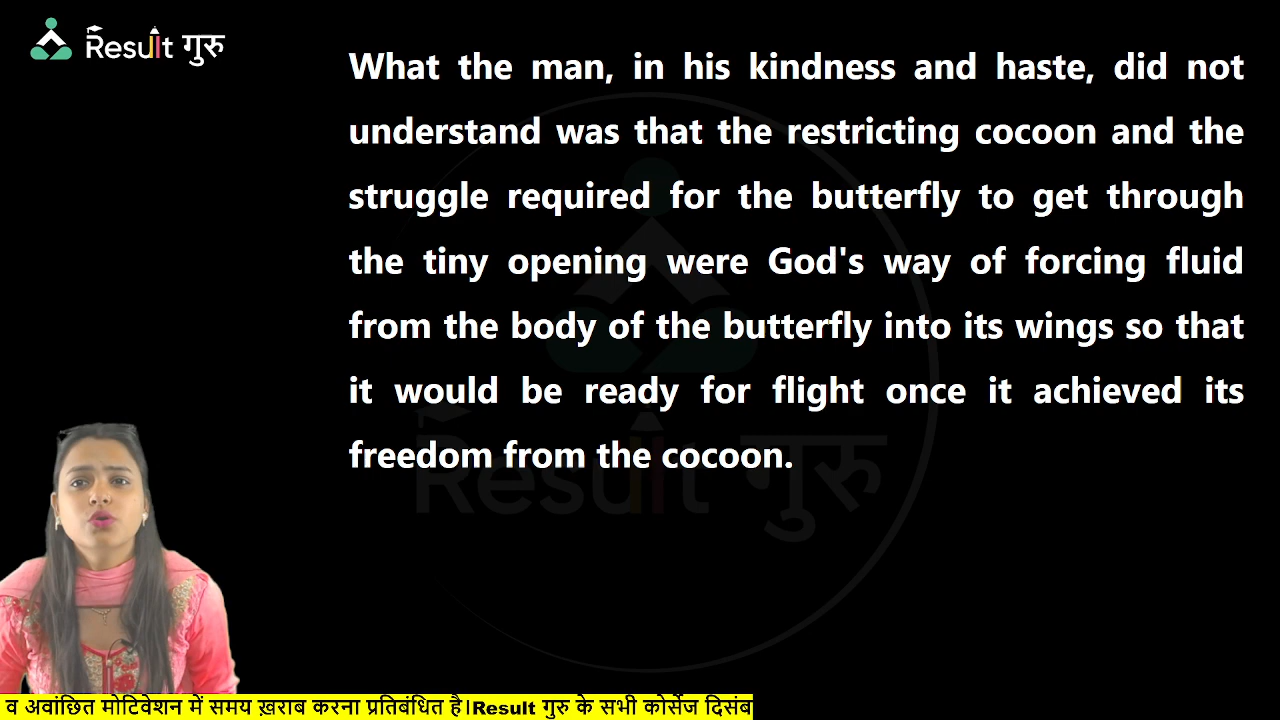 Result गुरु
What the man, in his kindness and haste, did not
understand was that the restricting cocoon and the
struggle required for the butterfly to get through
the tiny opening were God's way of forcing fluid
from the body of the butterfly into its wings so that
it would be ready for flight once it achieved its
freedom from the cocoon.
Result गुरु
व अवांछित मोटिवेशन में समय ख़राब करना प्रतिबंधित है।Result गुरु के सभी कोर्सेज दिसंब